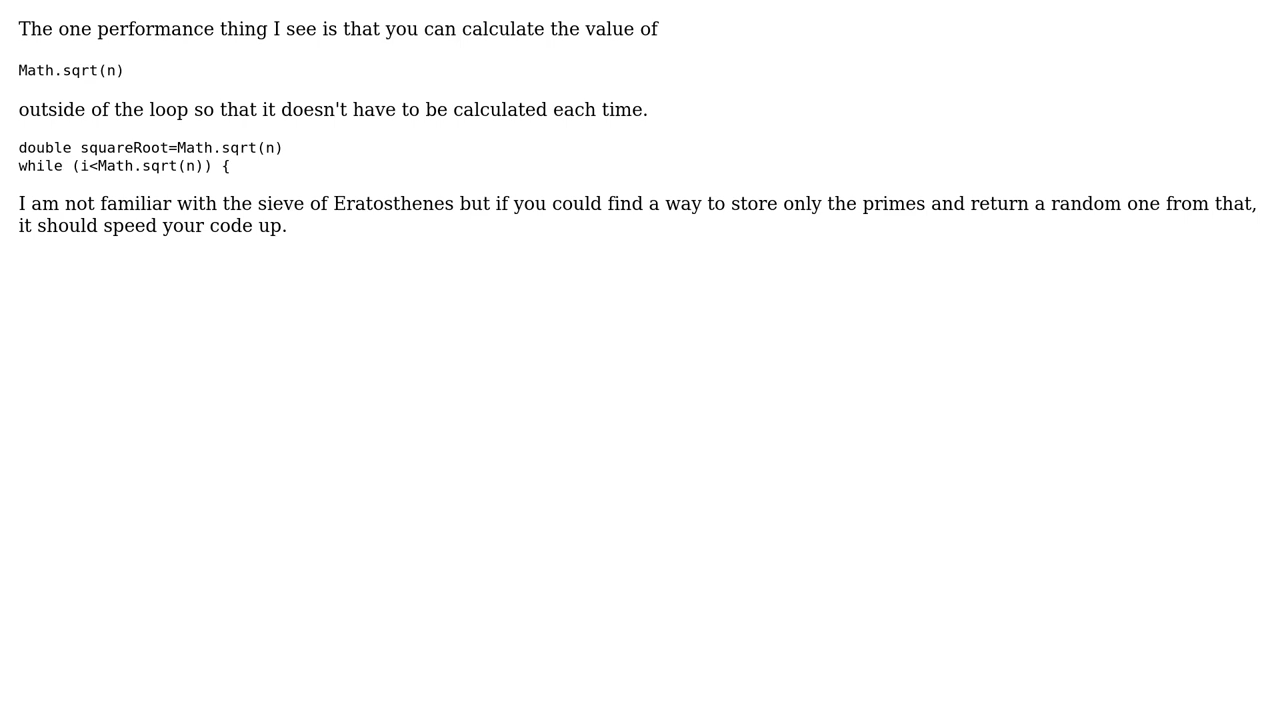 The one performance thing I see is that you can calculate the value of
Math.sqrt(n)
outside of the loop so that it doesn't have to be calculated each time.
double squareRoot=Math.sqrt(n)
while (i<Math.sqrt(n)) {
I am not familiar with the sieve of Eratosthenes but if you could find a way to store only the primes and return a random one from that,
it should speed your code up.